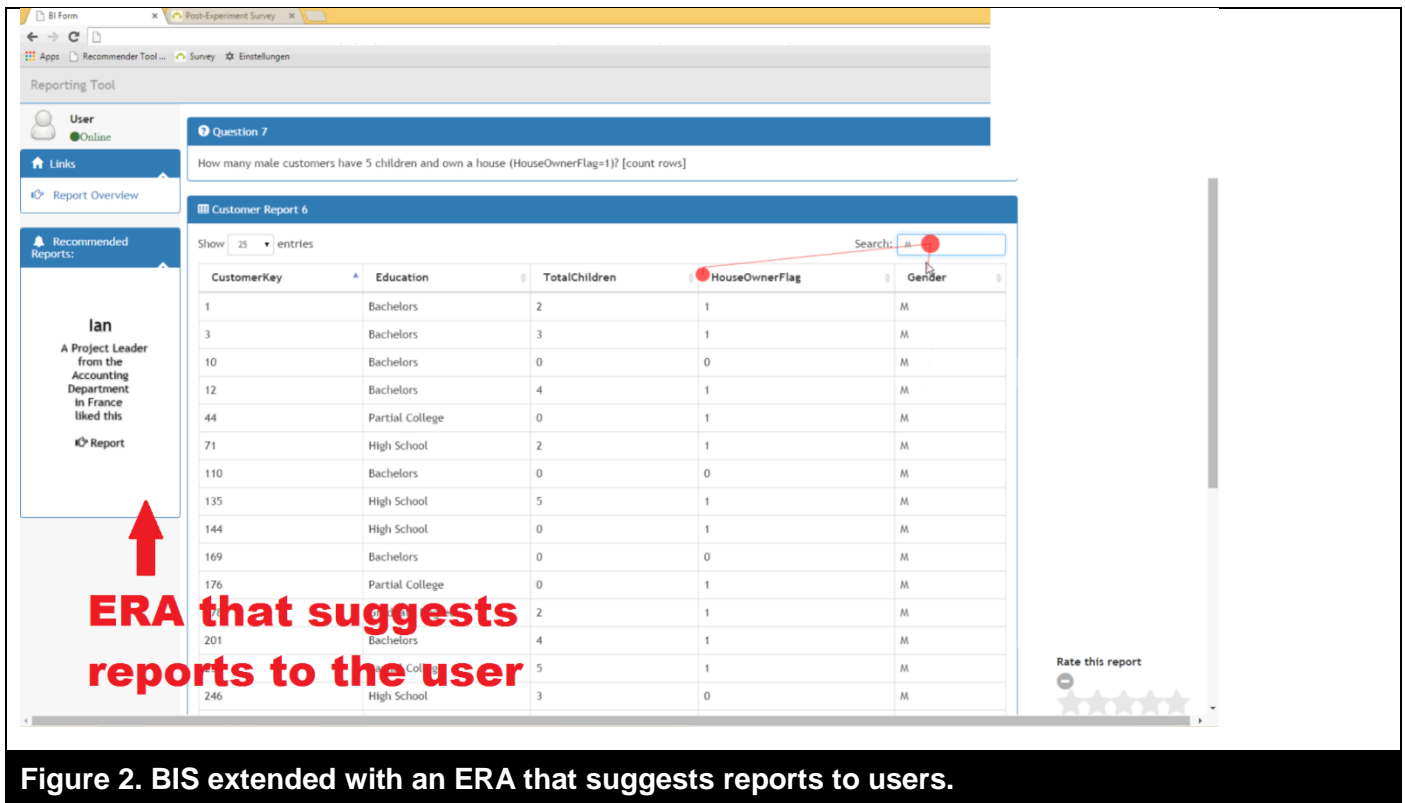 BI Form
Post-Experiment Survey
Apps Recommender Tool ... Survey Einstellungen
Reporting Tool
User
Online
Links
Report Overview
Recommended
Reports:
Ian
A Project Leader
from the
Accounting
Department
in France
liked this
Report
Question 7
How many male customers have 5 children and own a house (HouseOwnerFlag=1)? [count rows]
Customer Report 6
Show 25 entries Search: M
CustomerKey Education TotalChildren HouseOwnerFlag Gender
1 Bachelors 2 1 M
3 Bachelors 3 1 M
10 Bachelors 0 0 M
12 Bachelors 4 1 M
44 Partial College 0 1 M
71 High School 2 1 M
110 Bachelors 0 0 M
135 High School 5 1 M
144 High School 0 1 M
169 Bachelors 0 0 M
176 Partial College 0 1 M
2 1 M
201 Bachelors 4 1 M
5 1 M
246 High School 3 0 M
ERA that suggests
reports to the user
Rate this report
Figure 2. BIS extended with an ERA that suggests reports to users.